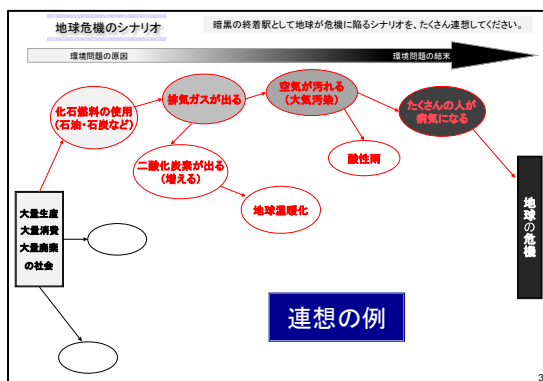 地球危機のシナリオ
暗黒の終着駅として地球が危機に陥るシナリオを、たくさん連想してください。
環境問題の原因
環境問題の結末
化石燃料の使用
（石油・石炭など）
排気ガスが出る
空気が汚れる
（大気汚染）
たくさんの人が
病気になる
二酸化炭素が出る
（増える）
酸性雨
地球温暖化
大量生産
大量消費
大量廃棄
の社会
地球の危機
連想の例
3